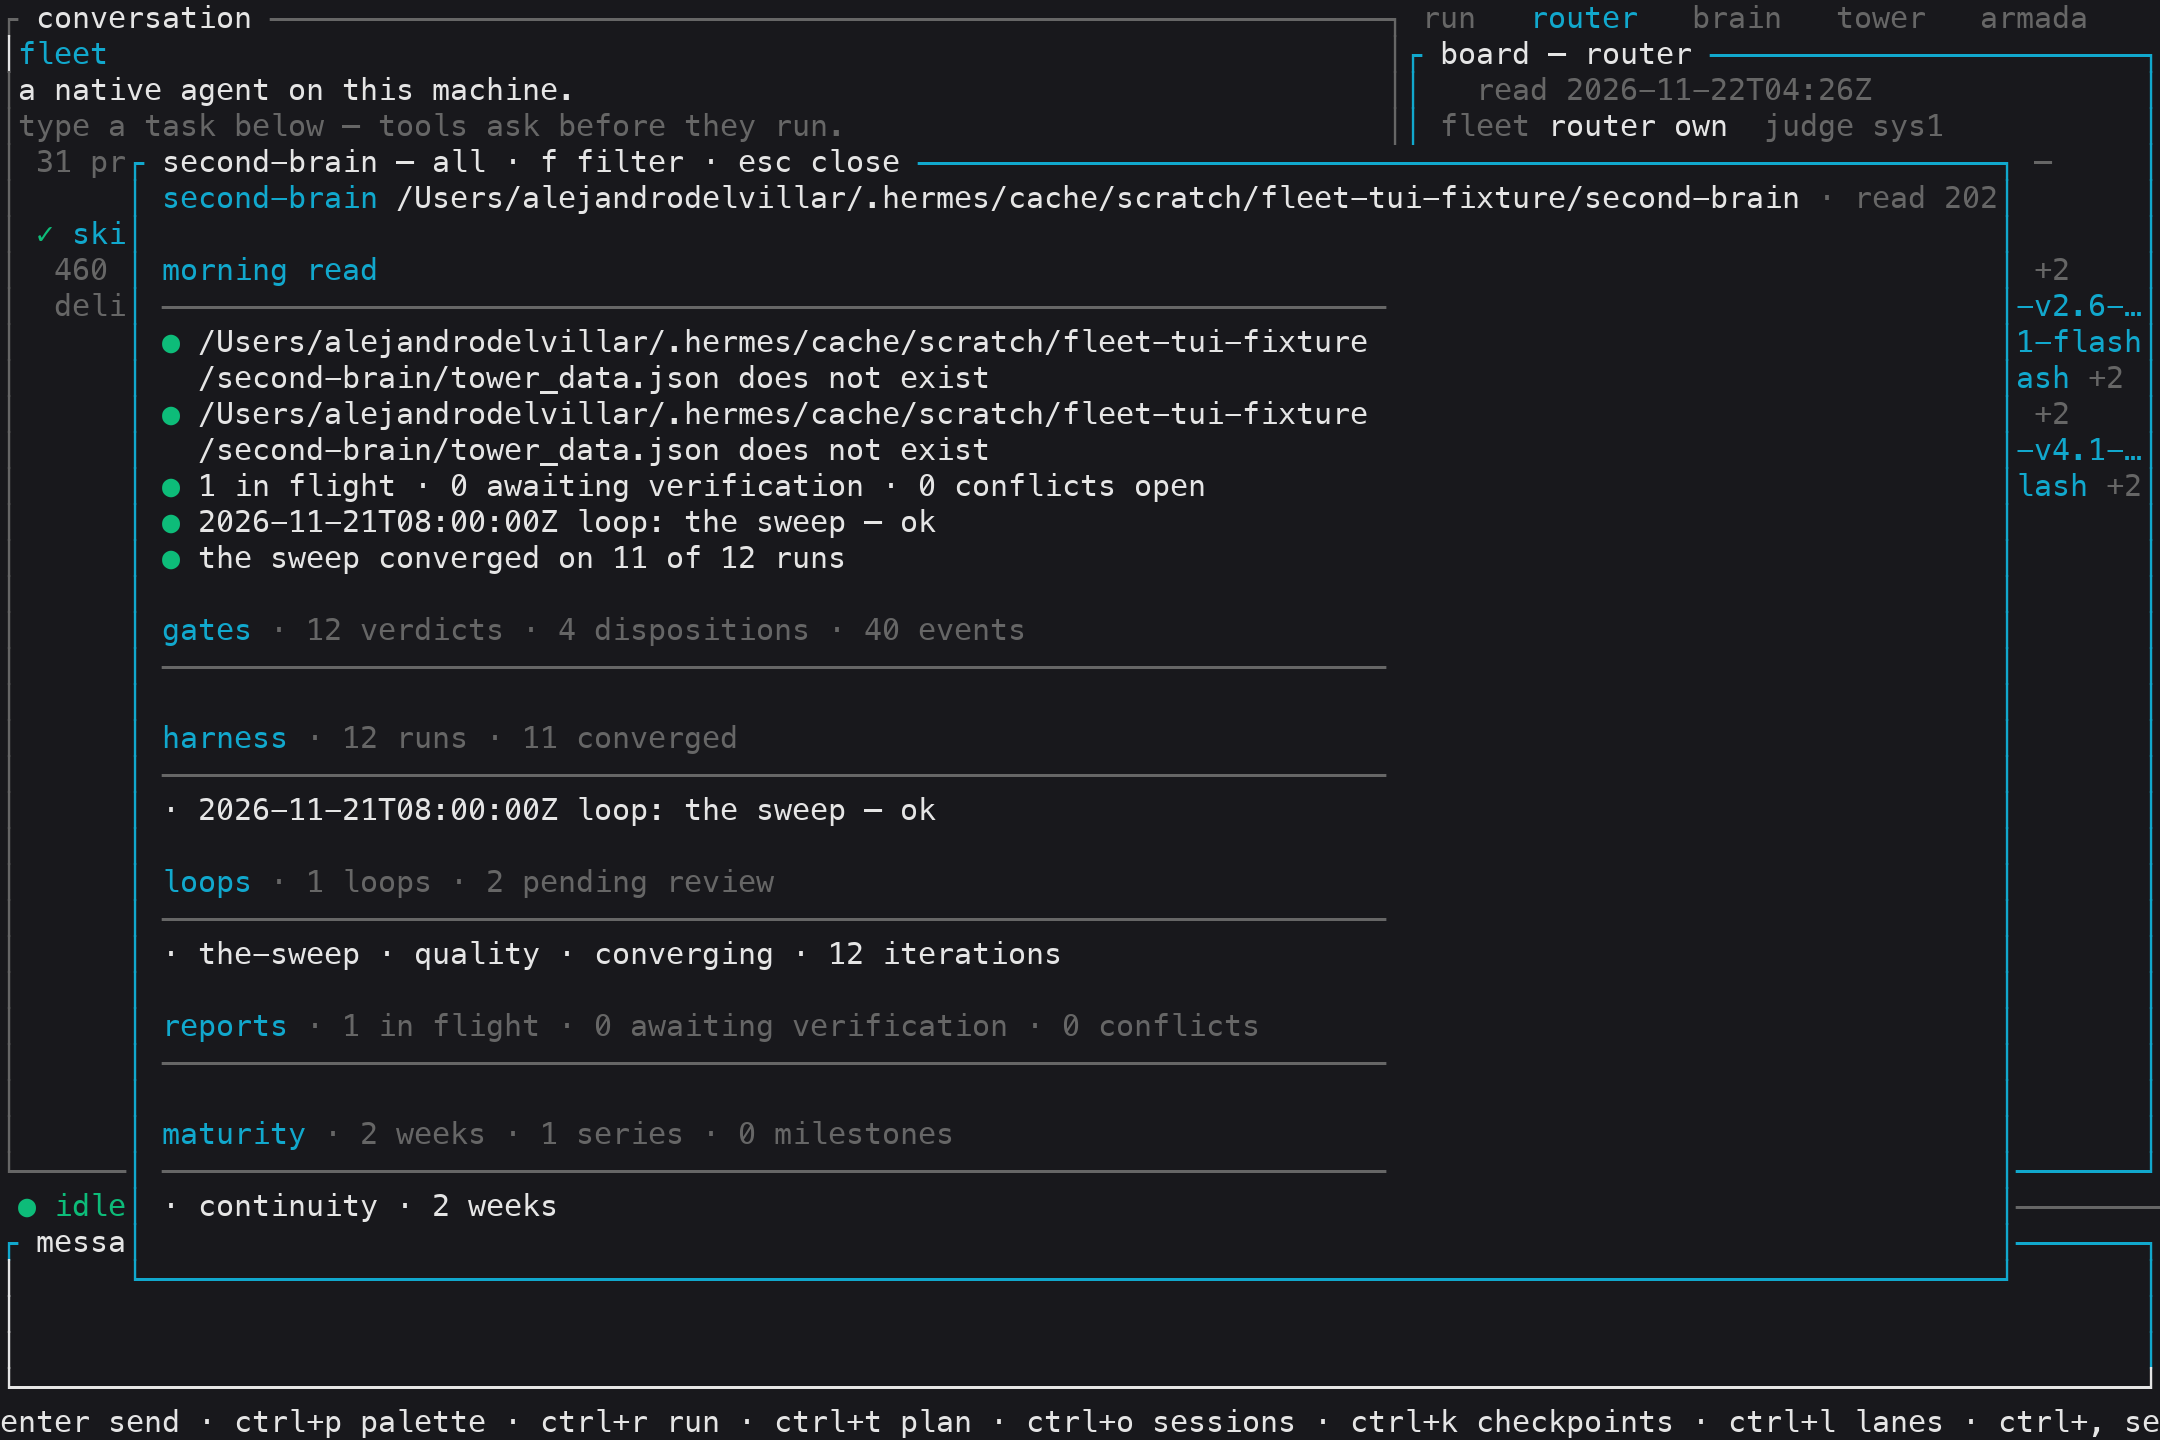 conversation
run router brain tower armada
fleet
board — router
a native agent on this machine.
read 2026-11-22T04:26Z
type a task below — tools ask before they run.
fleet router own judge sys1
31 pr
second-brain — all · f filter · esc close
—
second-brain /Users/alejandrodelvillar/.hermes/cache/scratch/fleet-tui-fixture/second-brain · read 202
✓ ski
460
morning read
+2
deli
-v2.6-…
● /Users/alejandrodelvillar/.hermes/cache/scratch/fleet-tui-fixture
1-flash
/second-brain/tower_data.json does not exist
ash +2
● /Users/alejandrodelvillar/.hermes/cache/scratch/fleet-tui-fixture
+2
/second-brain/tower_data.json does not exist
-v4.1-…
● 1 in flight · 0 awaiting verification · 0 conflicts open
lash +2
● 2026-11-21T08:00:00Z loop: the sweep — ok
● the sweep converged on 11 of 12 runs
gates · 12 verdicts · 4 dispositions · 40 events
harness · 12 runs · 11 converged
· 2026-11-21T08:00:00Z loop: the sweep — ok
loops · 1 loops · 2 pending review
· the-sweep · quality · converging · 12 iterations
reports · 1 in flight · 0 awaiting verification · 0 conflicts
maturity · 2 weeks · 1 series · 0 milestones
● idle
· continuity · 2 weeks
messa
enter send · ctrl+p palette · ctrl+r run · ctrl+t plan · ctrl+o sessions · ctrl+k checkpoints · ctrl+l lanes · ctrl+, se